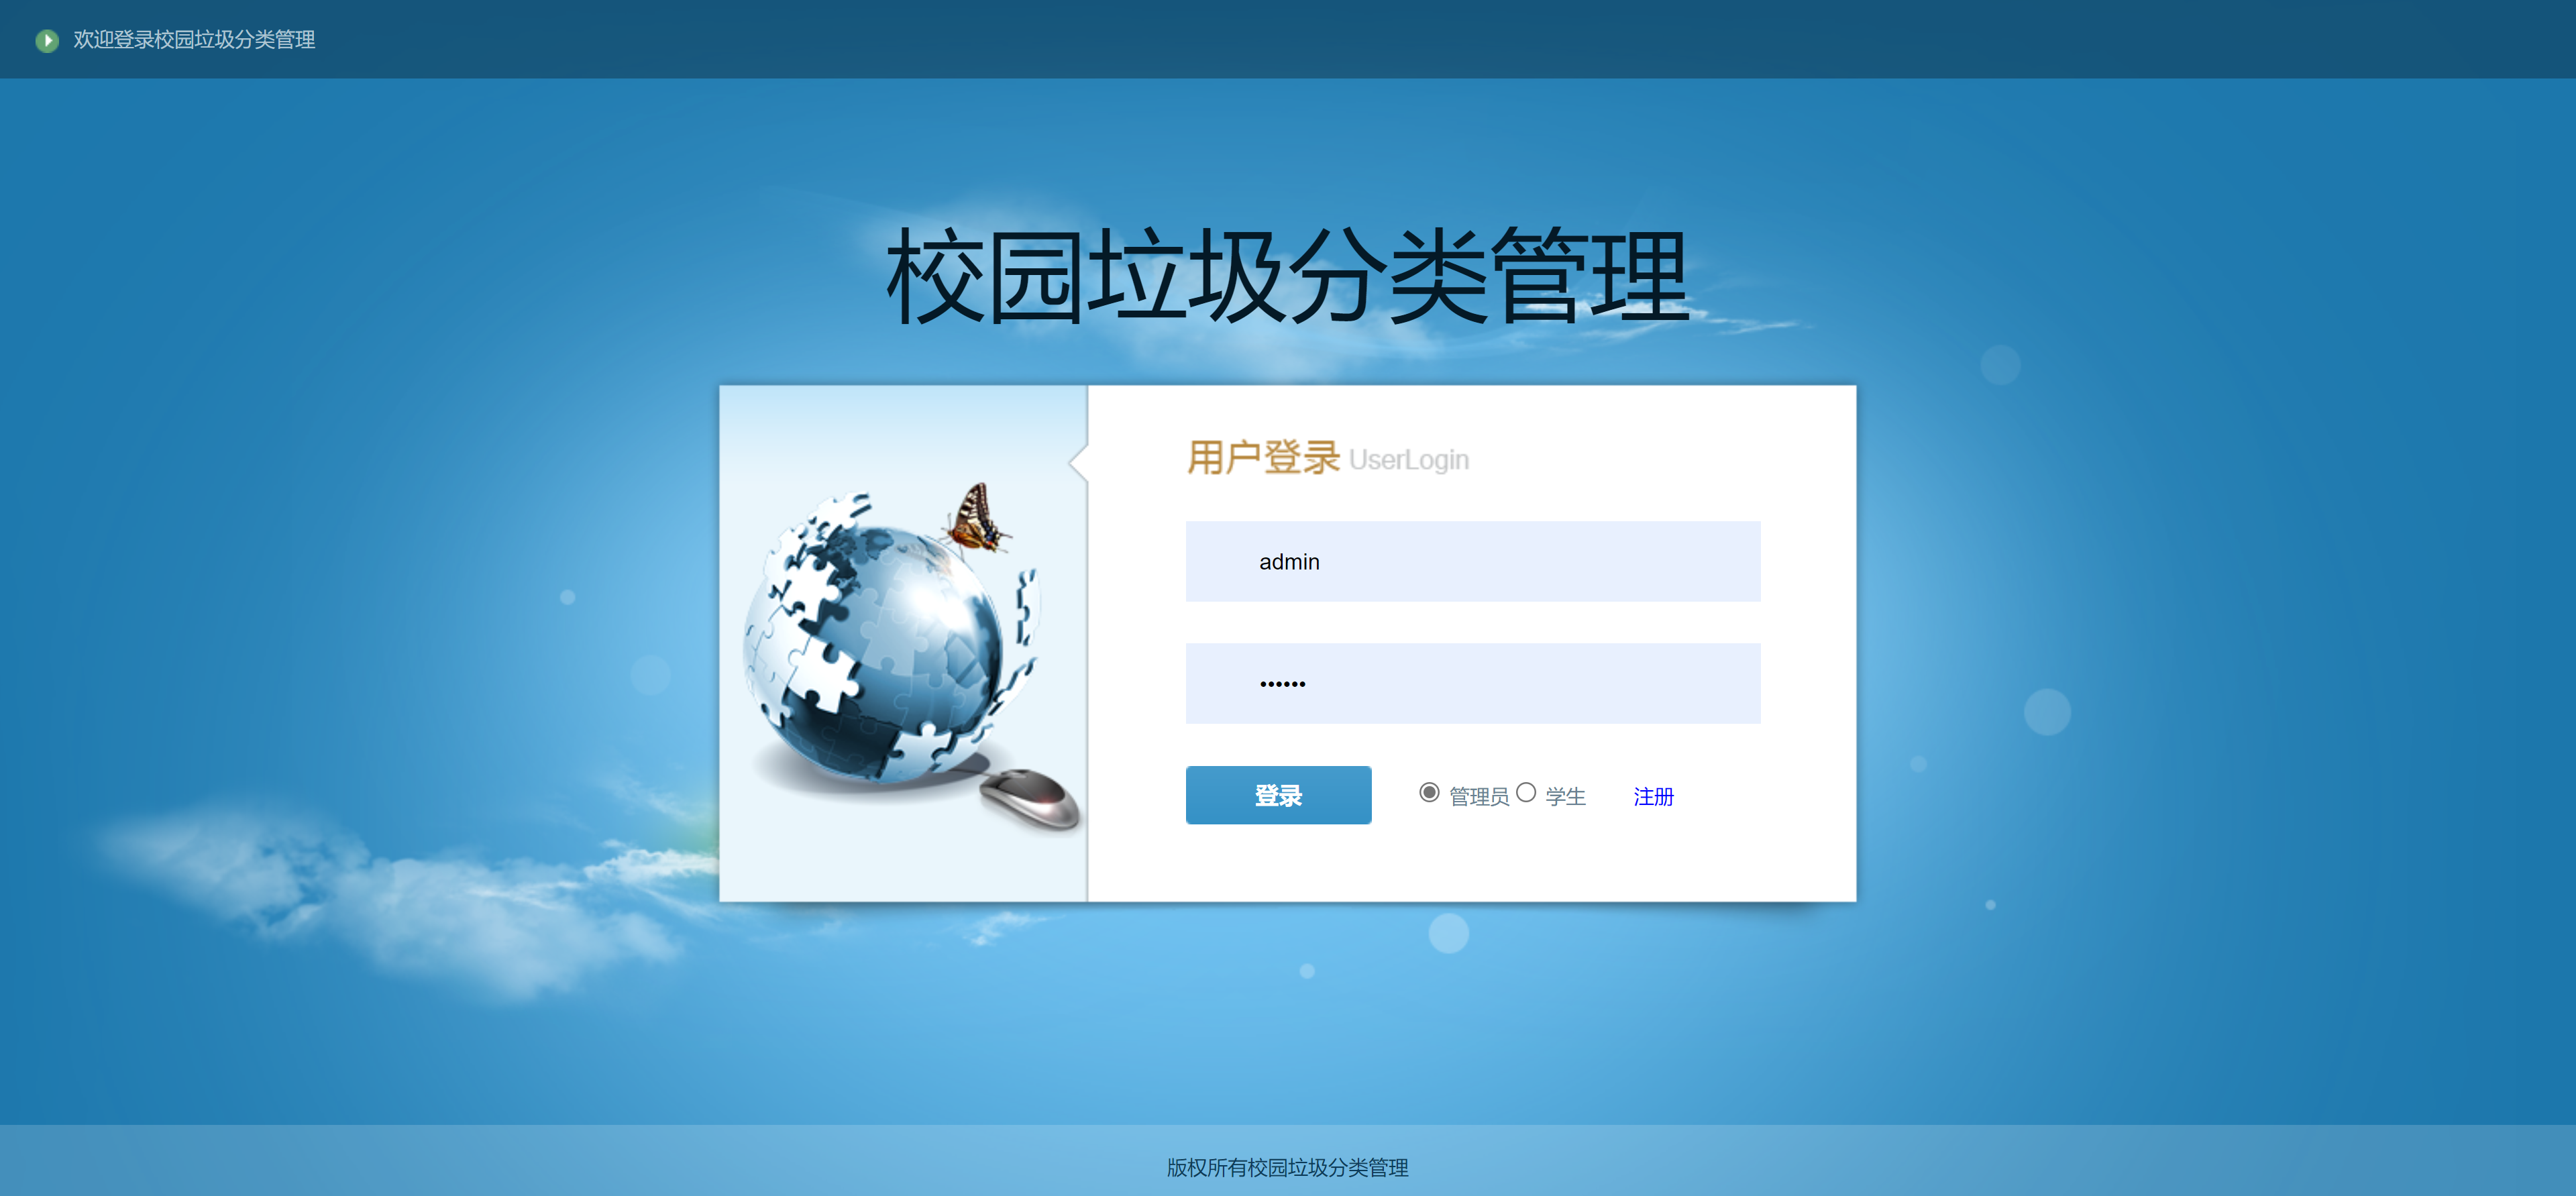 欢迎登录校园垃圾分类管理
校园垃圾分类管理
用户登录 UserLogin
admin
••••••
登录 管理员 学生 注册
版权所有校园垃圾分类管理